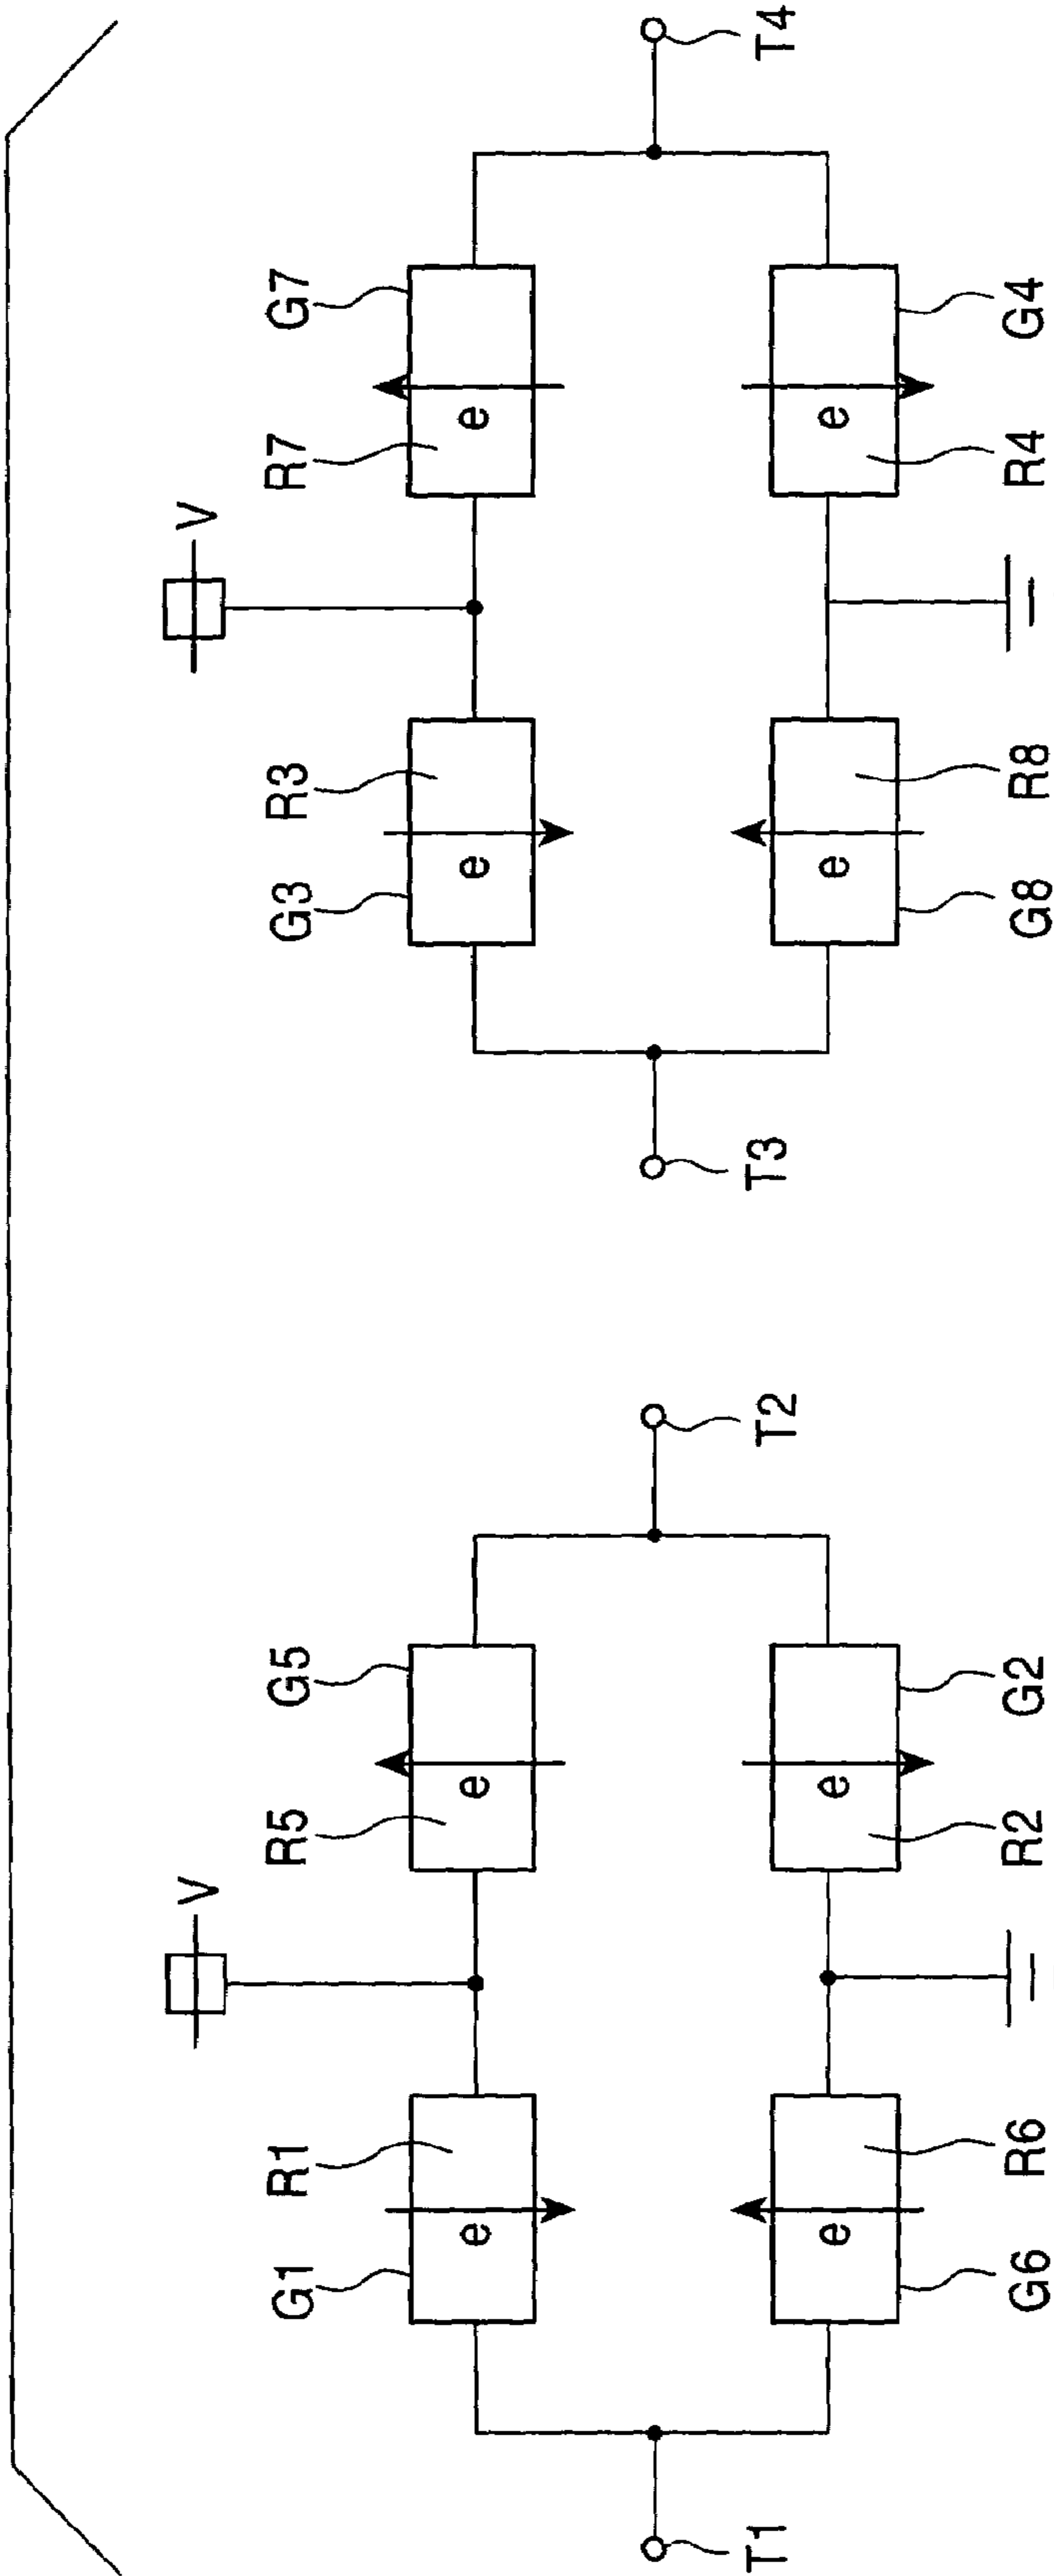 V V
G1 R1 R5 G5 G3 R3 R7 G7
e e e e
T1 T2 T3 T4
e e e e
G6 R6 R2 G2 G8 R8 R4 G4